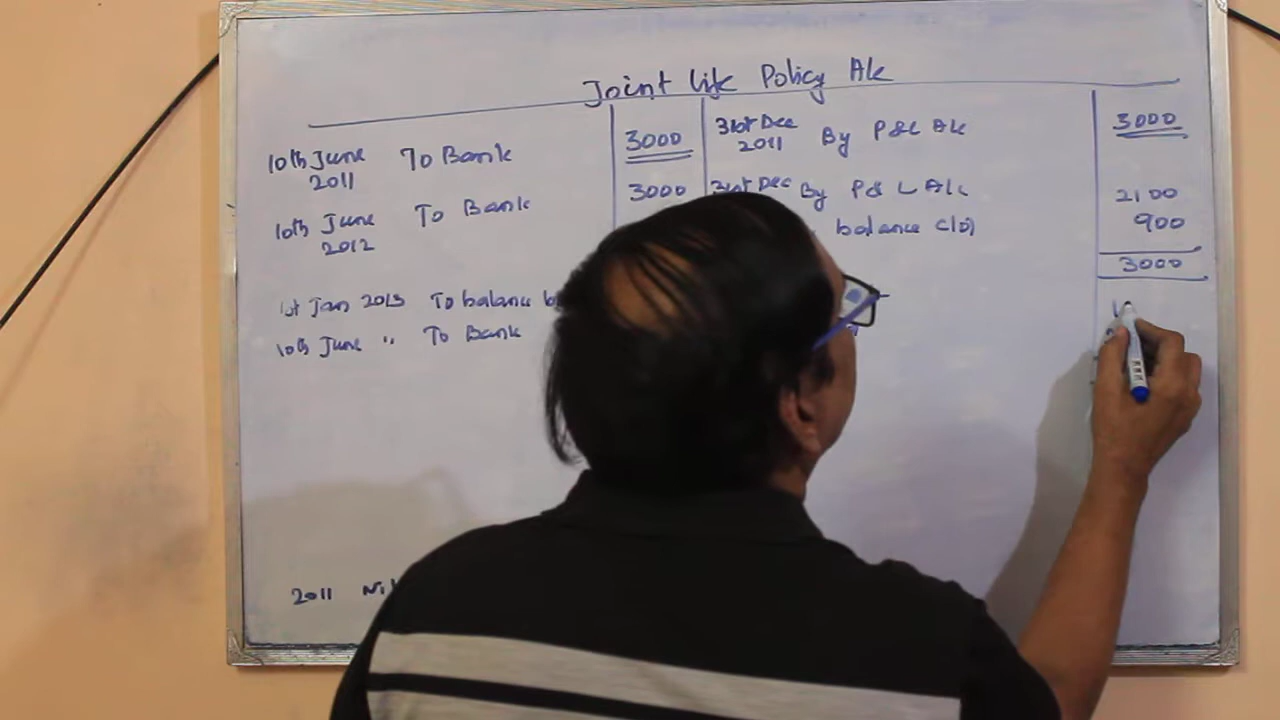 Joint Life Policy A/c
10th June 2011 To Bank 3000 31st Dec 2011 By P&L A/c 3000
10th June 2012 To Bank 3000 31st Dec By P&L A/c 2100
balance c/d 900
3000
1st Jan 2013 To balance
10th June " To Bank
2011